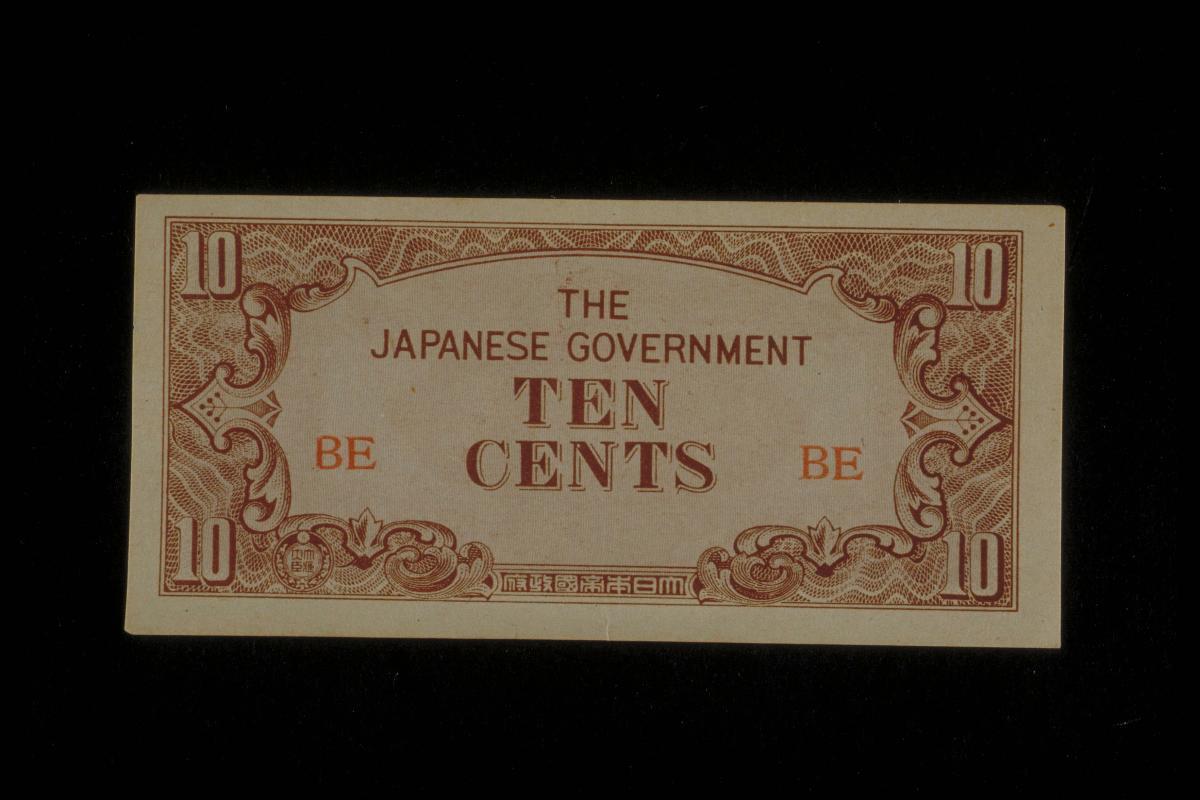 10
10
THE
JAPANESE GOVERNMENT
TEN
CENTS
BE
BE
10
10
大日本帝國政府